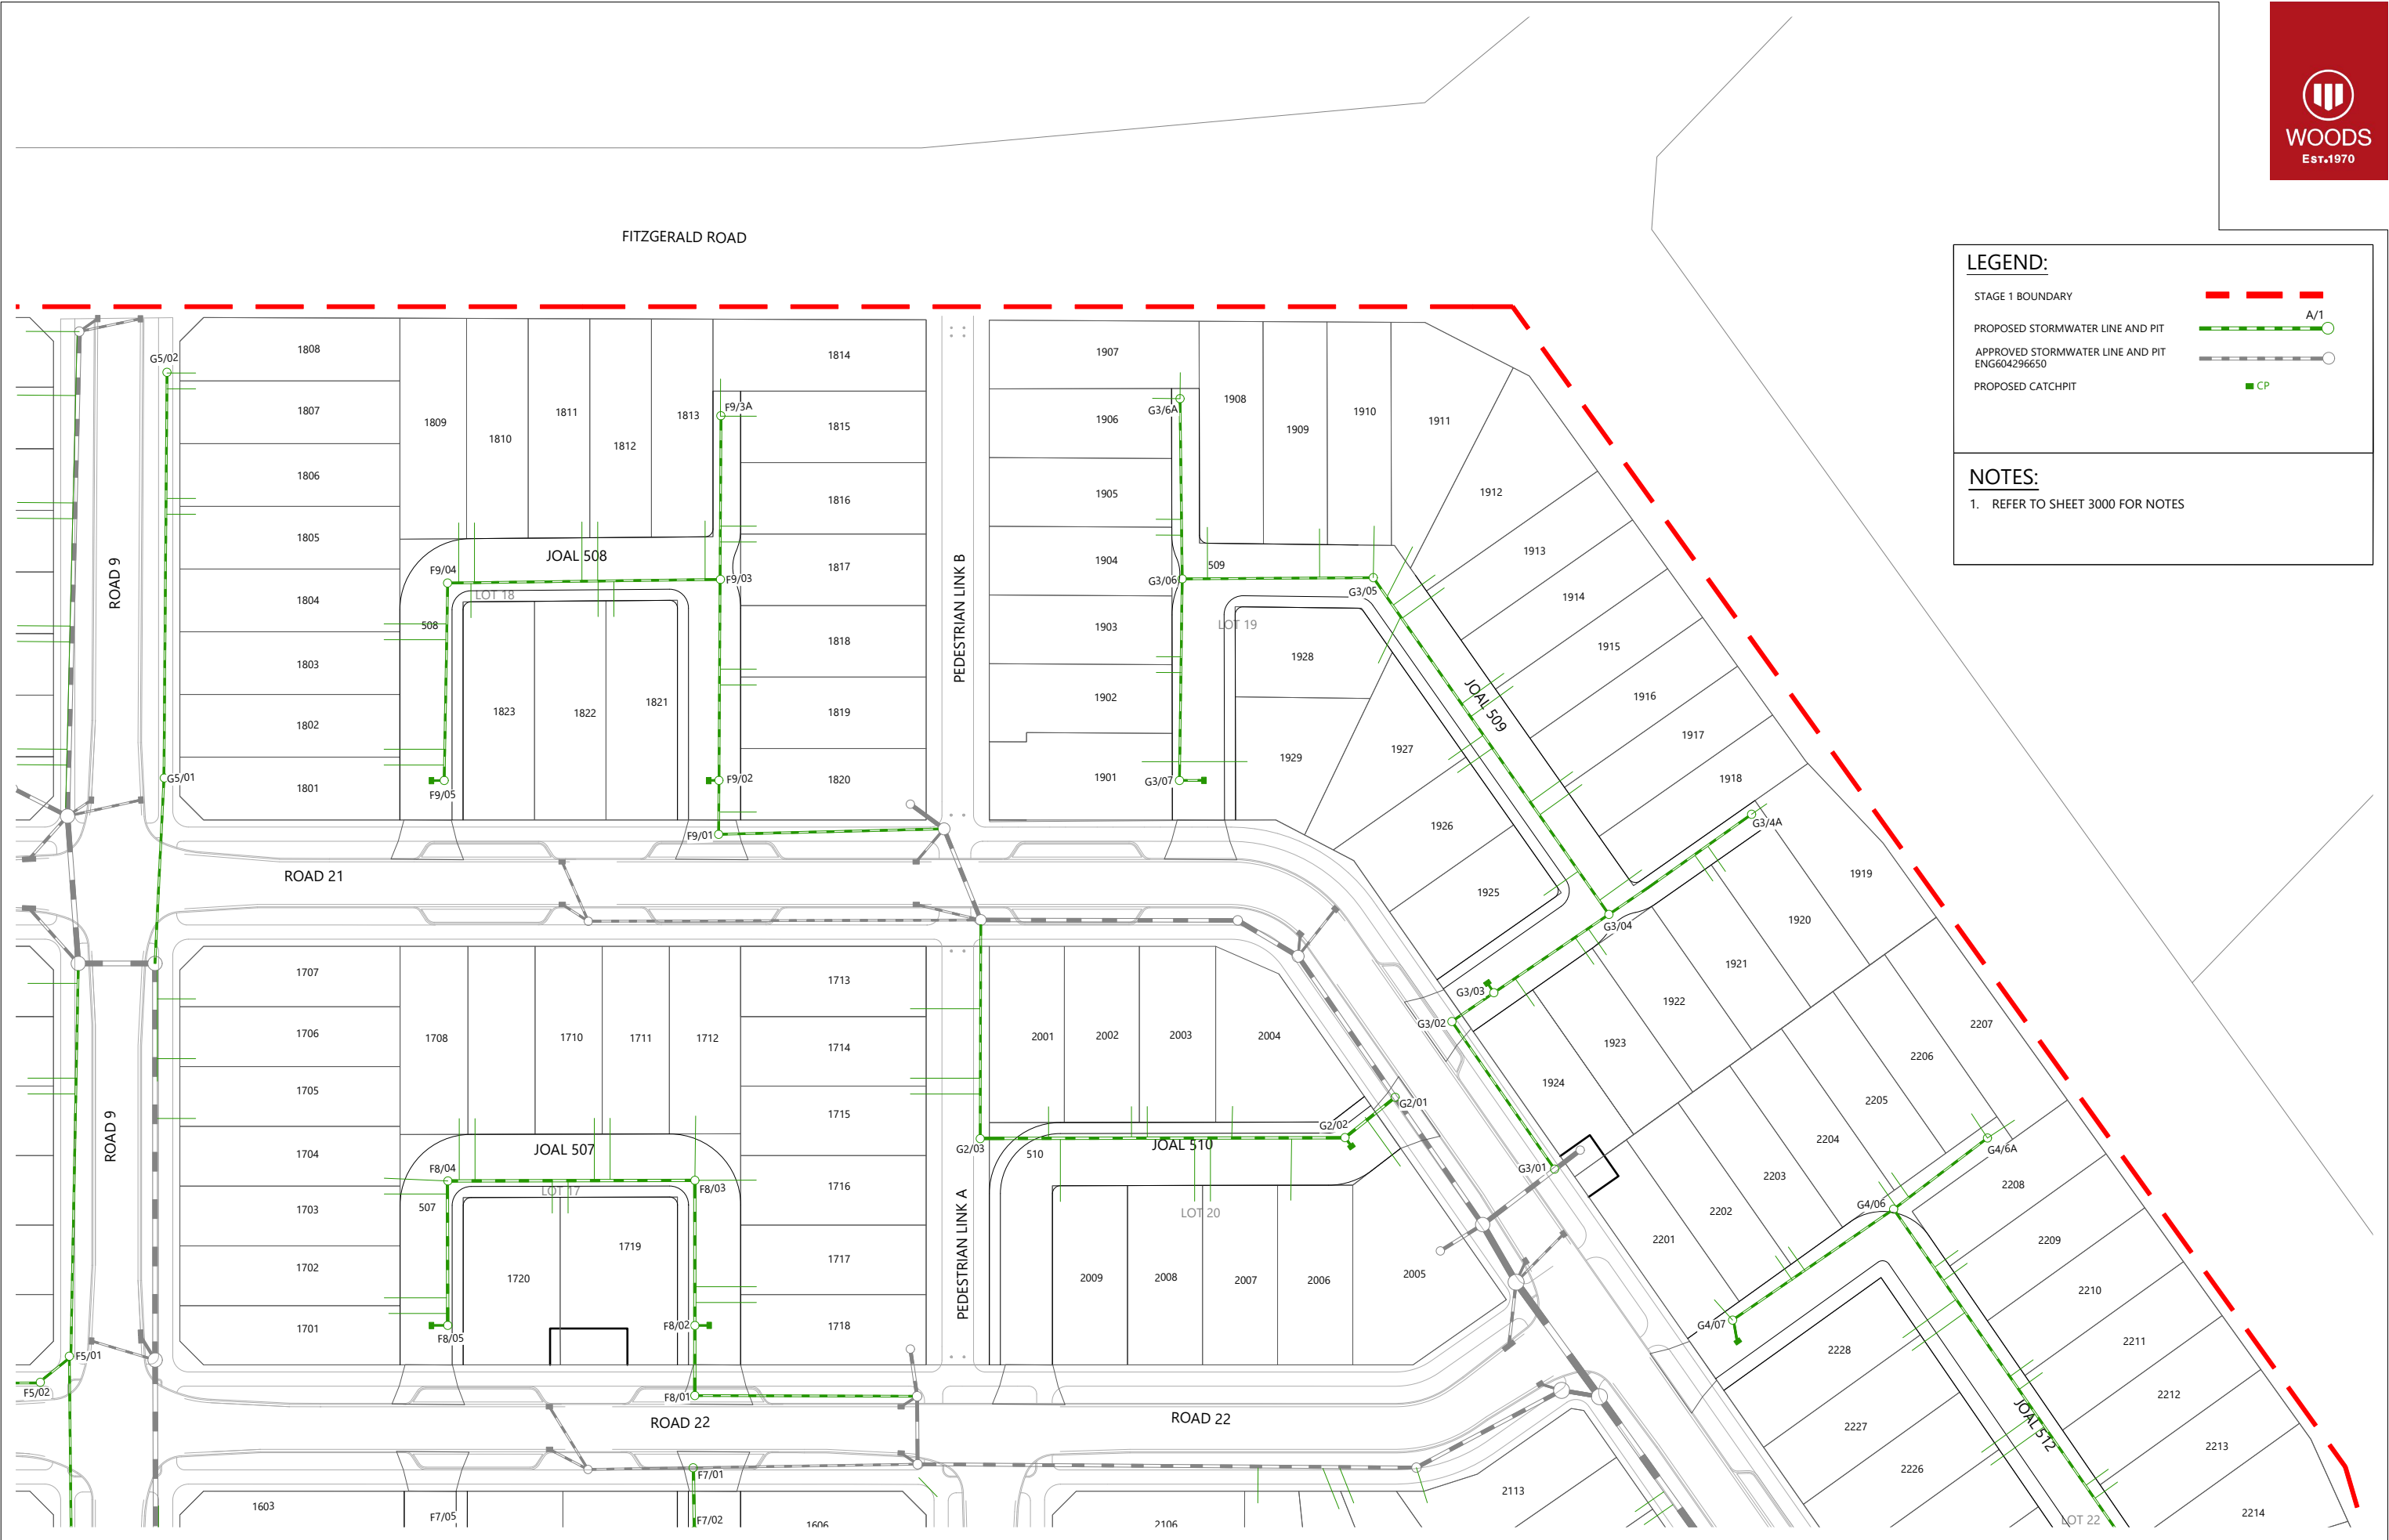 WOODS
EST.1970
FITZGERALD ROAD
LEGEND:
STAGE 1 BOUNDARY
A/1
PROPOSED STORMWATER LINE AND PIT
APPROVED STORMWATER LINE AND PIT
ENG604296650
PROPOSED CATCHPIT
CP
NOTES:
1. REFER TO SHEET 3000 FOR NOTES
G5/02
1808
1807
1806
1805
1804
1803
1802
1801
ROAD 9
G5/01
1809
1810
1811
1812
1813
F9/3A
1814
1815
1816
1817
1818
1819
1820
JOAL 508
F9/04
F9/03
LOT 18
508
1823
1822
1821
F9/05
F9/02
F9/01
PEDESTRIAN LINK B
1907
1906
1905
1904
1903
1902
1901
G3/6A
1908
1909
1910
1911
1912
1913
1914
1915
1916
1917
1918
G3/06
509
G3/05
LOT 19
1928
1929
1927
1926
1925
JOAL 509
G3/07
G3/4A
G3/04
G3/03
G3/02
G3/01
1919
1920
1921
1922
1923
1924
ROAD 21
ROAD 9
1707
1706
1705
1704
1703
1702
1701
1708
1710
1711
1712
1713
1714
1715
1716
1717
1718
JOAL 507
F8/04
F8/03
LOT 17
507
1720
1719
F8/05
F8/02
F8/01
F5/01
F5/02
PEDESTRIAN LINK A
2001
2002
2003
2004
G2/01
G2/02
G2/03
JOAL 510
510
LOT 20
2009
2008
2007
2006
2005
2207
2206
2205
2204
2203
2202
2201
G4/6A
G4/06
G4/07
2208
2209
2210
2211
2212
2213
2214
2228
2227
2226
JOAL 512
LOT 22
ROAD 22
ROAD 22
F7/01
1603
F7/05
F7/02
1606
2106
2113